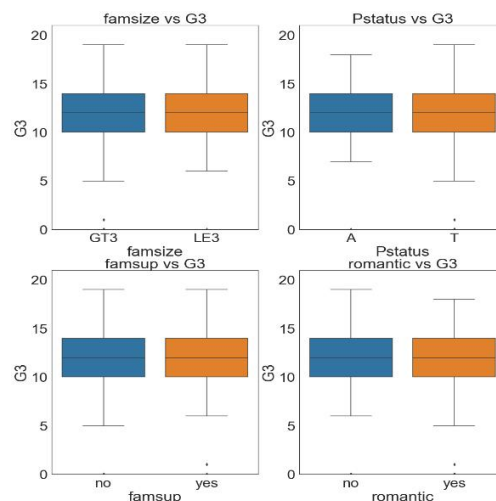 famsize vs G3
20
15
10
5
0
G3
GT3 LE3
famsize
Pstatus vs G3
20
15
10
5
0
G3
A T
Pstatus
famsup vs G3
20
15
10
5
0
G3
no yes
famsup
romantic vs G3
20
15
10
5
0
G3
no yes
romantic